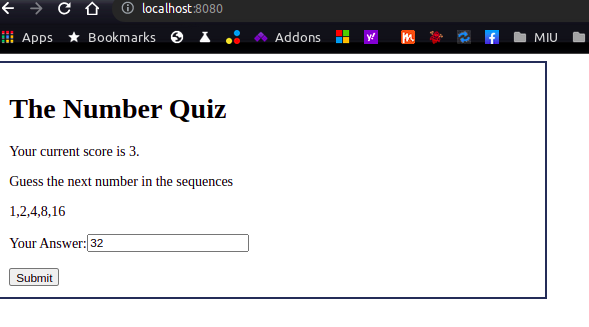 localhost:8080
Apps Bookmarks Addons MIU
The Number Quiz
Your current score is 3.
Guess the next number in the sequences
1,2,4,8,16
Your Answer:32
Submit